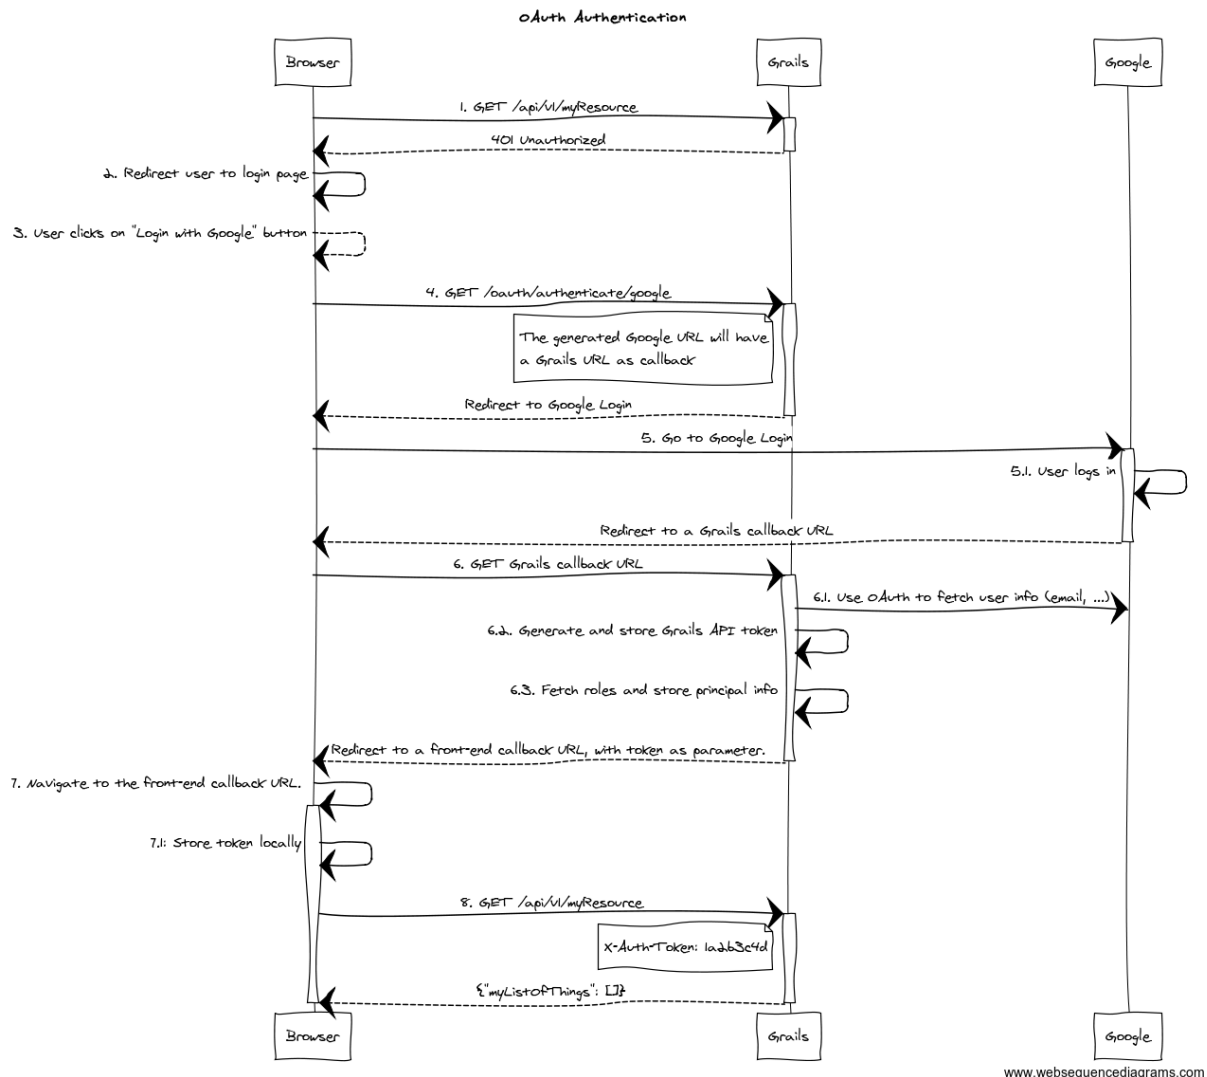 OAuth Authentication
Browser
Grails
Google
1. GET /api/v1/myResource
401 Unauthorized
2. Redirect user to login page
3. User clicks on "Login with Google" button
4. GET /oauth/authenticate/google
The generated Google URL will have
a Grails URL as callback
Redirect to Google Login
5. Go to Google Login
5.1. User logs in
Redirect to a Grails callback URL
6. GET Grails callback URL
6.1. Use OAuth to fetch user info (email, ...)
6.2. Generate and store Grails API token
6.3. Fetch roles and store principal info
Redirect to a front-end callback URL, with token as parameter.
7. Navigate to the front-end callback URL.
7.1: Store token locally
8. GET /api/v1/myResource
X-Auth-Token: 1a2b3c4d
{"myListOfThings": []}
Browser
Grails
Google
www.websequencediagrams.com